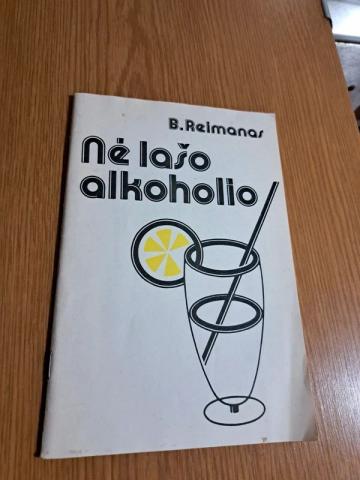 B.Reimanas
Nė lašo
alkoholio